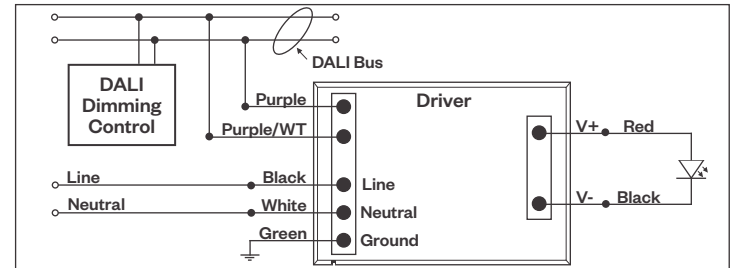 DALI Bus
DALI
Dimming
Control
Purple
Driver
Purple/WT
V+ Red
Line Black Line
Neutral White Neutral
V- Black
Green Ground